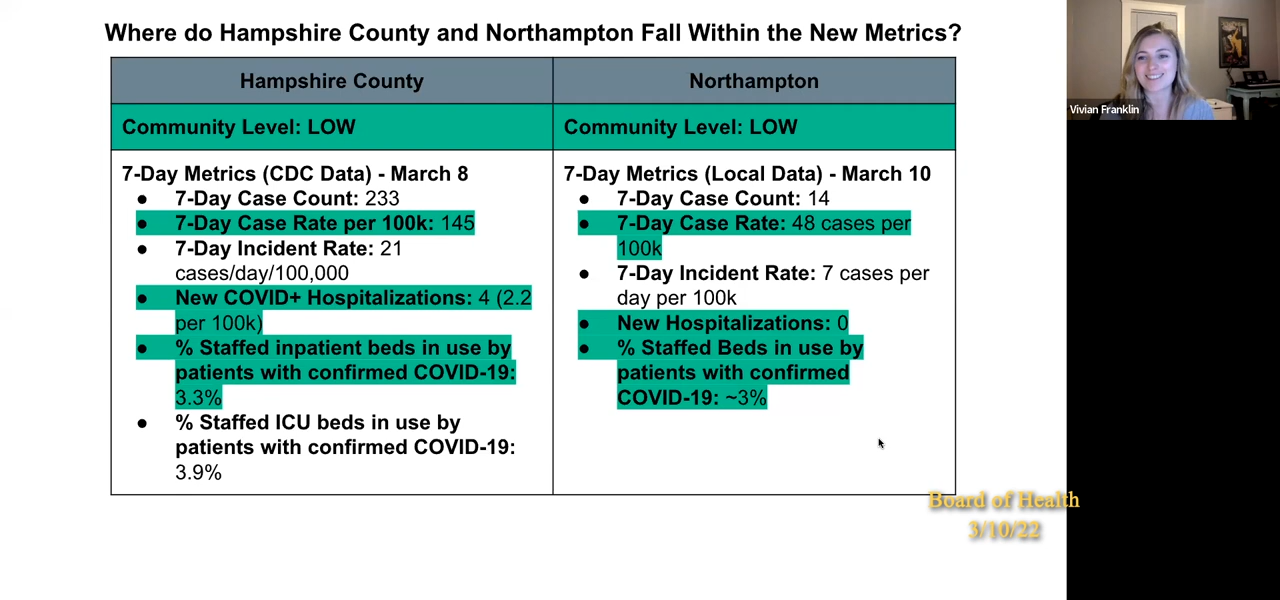 Where do Hampshire County and Northampton Fall Within the New Metrics?
Hampshire County
Northampton
Community Level: LOW
Community Level: LOW
7-Day Metrics (CDC Data) - March 8
● 7-Day Case Count: 233
● 7-Day Case Rate per 100k: 145
● 7-Day Incident Rate: 21
cases/day/100,000
● New COVID+ Hospitalizations: 4 (2.2
per 100k)
● % Staffed inpatient beds in use by
patients with confirmed COVID-19:
3.3%
● % Staffed ICU beds in use by
patients with confirmed COVID-19:
3.9%
7-Day Metrics (Local Data) - March 10
● 7-Day Case Count: 14
● 7-Day Case Rate: 48 cases per
100k
● 7-Day Incident Rate: 7 cases per
day per 100k
● New Hospitalizations: 0
● % Staffed Beds in use by
patients with confirmed
COVID-19: ~3%
Vivian Franklin
Board of Health
3/10/22